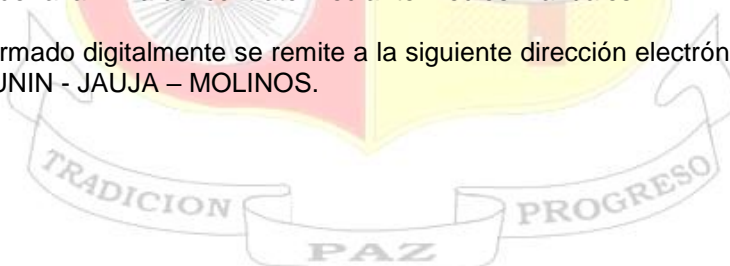 rmado digitalmente se remite a la siguiente dirección electrón
UNIN - JAUJA – MOLINOS.
TRADICION
PAZ
PROGRESO